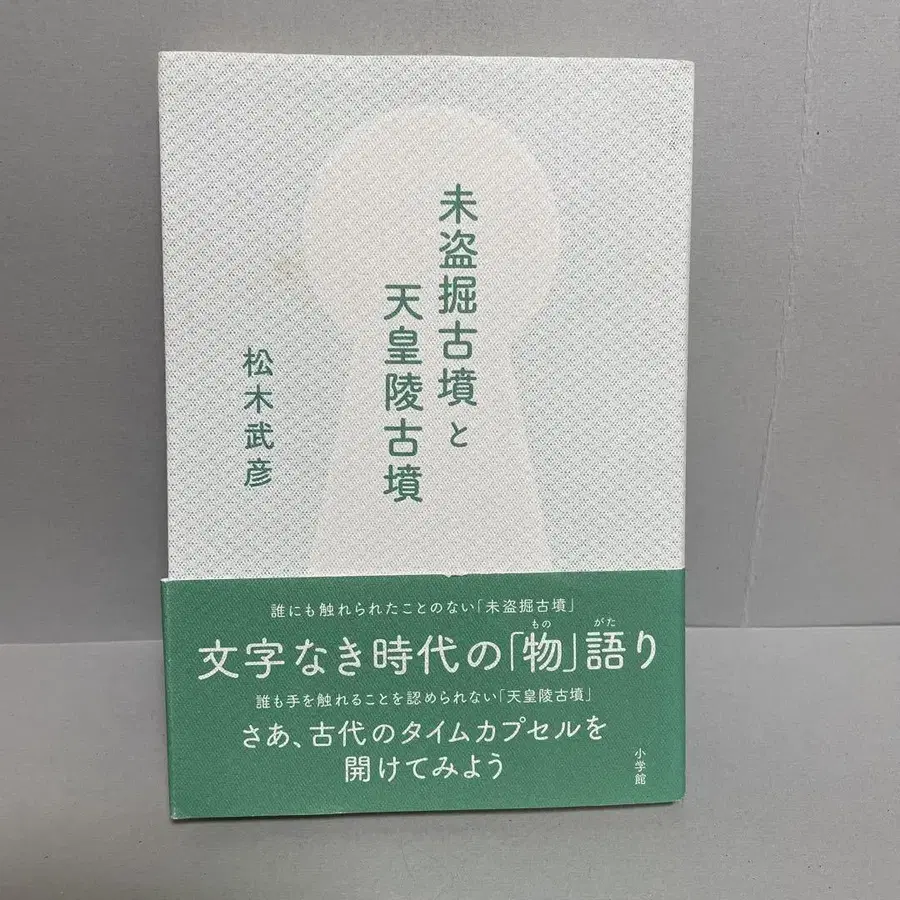 未盗掘古墳と
天皇陵古墳
松木武彦
誰にも触れられたことのない「未盗掘古墳」
もの がた
文字なき時代の「物」語り
誰も手を触れることを認められない「天皇陵古墳」
さあ、古代のタイムカプセルを
開けてみよう
小学館